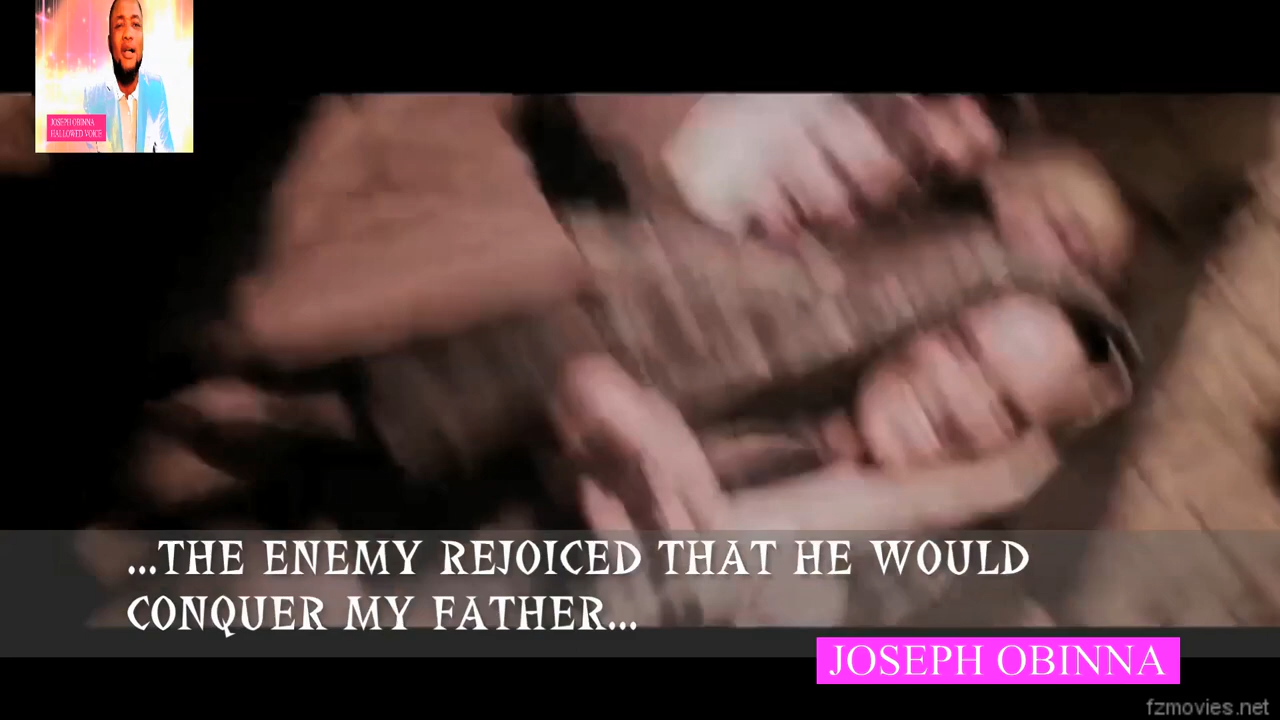 JOSEPH OBINNA
HALLOWED VOICE
...THE ENEMY REJOICED THAT HE WOULD
CONQUER MY FATHER...
JOSEPH OBINNA
fzmovies.net